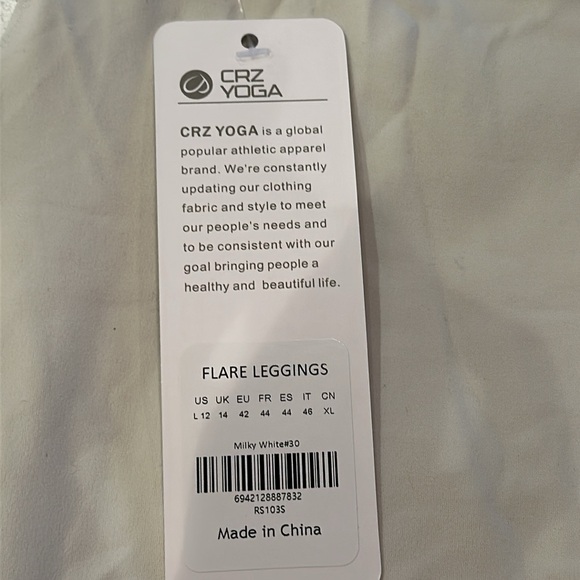 CRZ
YOGA
CRZ YOGA is a global
popular athletic apparel
brand. We're constantly
updating our clothing
fabric and style to meet
our people's needs and
to be consistent with our
goal bringing people a
healthy and beautiful life.
FLARE LEGGINGS
US UK EU FR ES IT CN
L 12 14 42 44 44 46 XL
Milky White#30
6942128887832
RS103S
Made in China